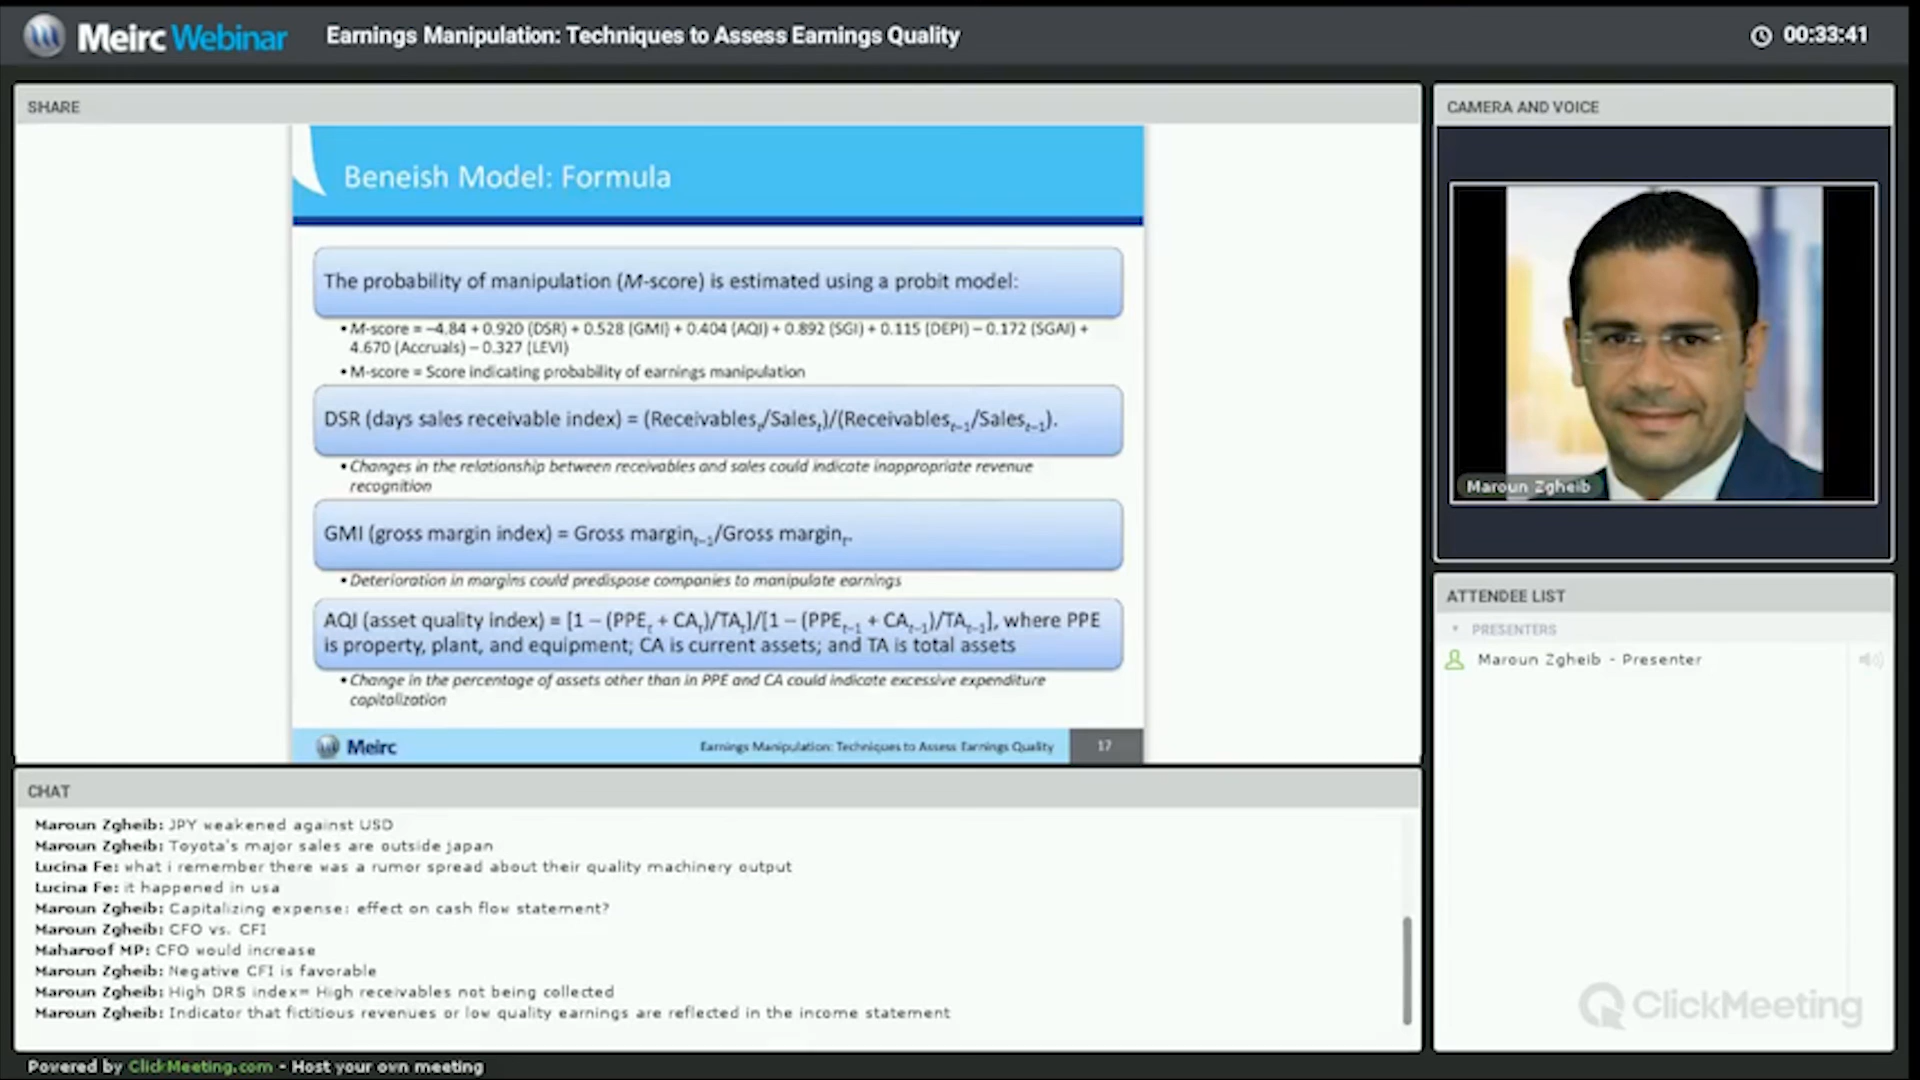 Meirc Webinar
Earnings Manipulation: Techniques to Assess Earnings Quality
00:33:41
SHARE
Beneish Model: Formula
The probability of manipulation (M-score) is estimated using a probit model:
• M-score = –4.84 + 0.920 (DSR) + 0.528 (GMI) + 0.404 (AQI) + 0.892 (SGI) + 0.115 (DEPI) – 0.172 (SGAI) +
4.670 (Accruals) – 0.327 (LEVI)
• M-score = Score indicating probability of earnings manipulation
DSR (days sales receivable index) = (Receivablest/Salest)/(Receivablest–1/Salest–1).
• Changes in the relationship between receivables and sales could indicate inappropriate revenue
recognition
GMI (gross margin index) = Gross margint–1/Gross margint.
• Deterioration in margins could predispose companies to manipulate earnings
AQI (asset quality index) = [1 – (PPEt + CAt)/TAt]/[1 – (PPEt–1 + CAt–1)/TAt–1], where PPE
is property, plant, and equipment; CA is current assets; and TA is total assets
• Change in the percentage of assets other than in PPE and CA could indicate excessive expenditure
capitalization
Meirc
Earnings Manipulation: Techniques to Assess Earnings Quality
17
CAMERA AND VOICE
Maroun Zgheib
ATTENDEE LIST
PRESENTERS
Maroun Zgheib - Presenter
ClickMeeting
CHAT
Maroun Zgheib: JPY weakened against USD
Maroun Zgheib: Toyota's major sales are outside japan
Lucina Fe: what i remember there was a rumor spread about their quality machinery output
Lucina Fe: it happened in usa
Maroun Zgheib: Capitalizing expense: effect on cash flow statement?
Maroun Zgheib: CFO vs. CFI
Maharoof MP: CFO would increase
Maroun Zgheib: Negative CFI is favorable
Maroun Zgheib: High DRS index= High receivables not being collected
Maroun Zgheib: Indicator that fictitious revenues or low quality earnings are reflected in the income statement
Powered by ClickMeeting.com - Host your own meeting